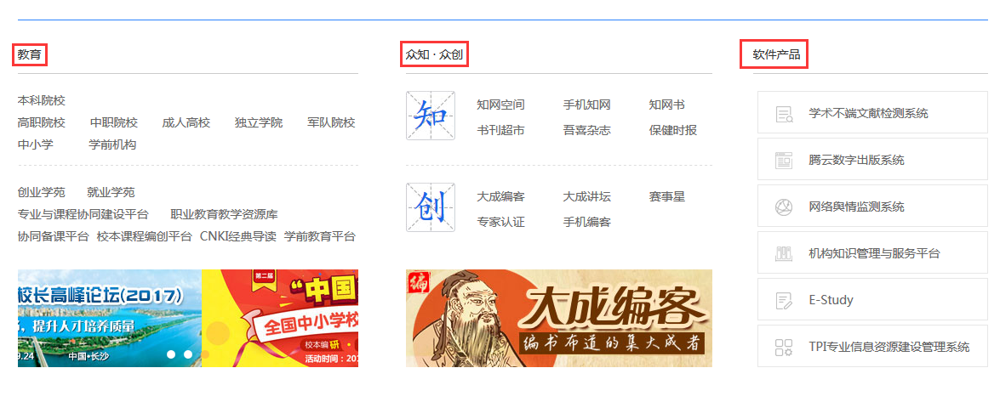 教育
本科院校
高职院校 中职院校 成人高校 独立学院 军队院校
中小学 学前机构
创业学苑 就业学苑
专业与课程协同建设平台 职业教育教学资源库
协同备课平台 校本课程编创平台 CNKI经典导读 学前教育平台
校长高峰论坛(2017)
提升人才培养质量
9.24 中国·长沙
第二届
“中国
全国中小学校
校本编 研
活动时间：201
众知 · 众创
知
知网空间 手机知网 知网书
书刊超市 吾喜杂志 保健时报
创
大成编客 大成讲坛 赛事星
专家认证 手机编客
编
大成编客
编书布道的集大成者
软件产品
学术不端文献检测系统
腾云数字出版系统
网络舆情监测系统
机构知识管理与服务平台
E-Study
TPI专业信息资源建设管理系统